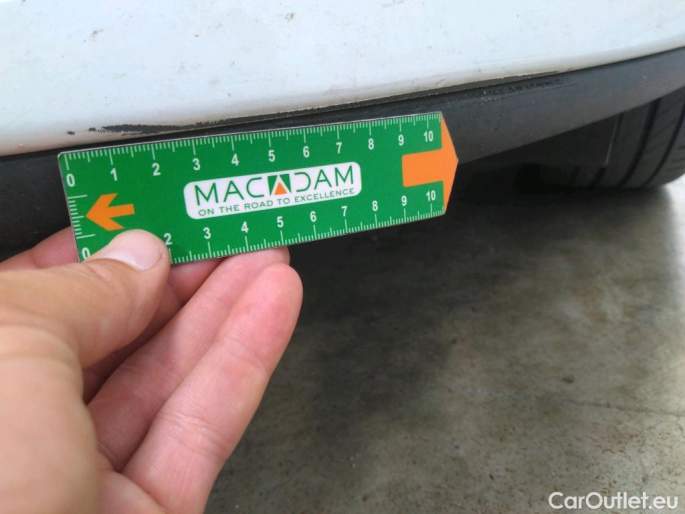 0 1 2 3 4 5 6 7 8 9 10
MACADAM
ON THE ROAD TO EXCELLENCE
0 2 3 4 5 6 7 8 9 10
CarOutlet.eu